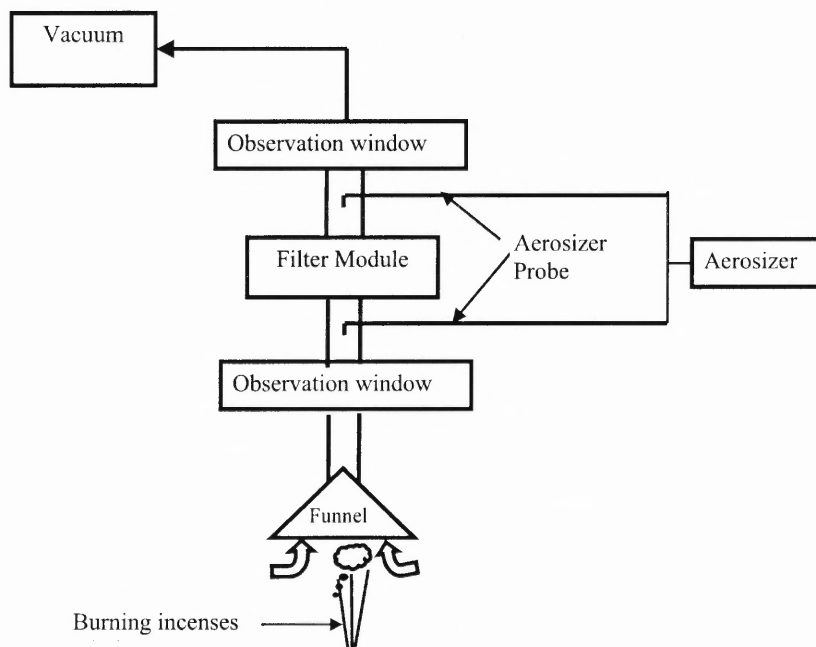 Vacuum
Observation window
Filter Module
Aerosizer
Probe
Aerosizer
Observation window
Funnel
Burning incenses